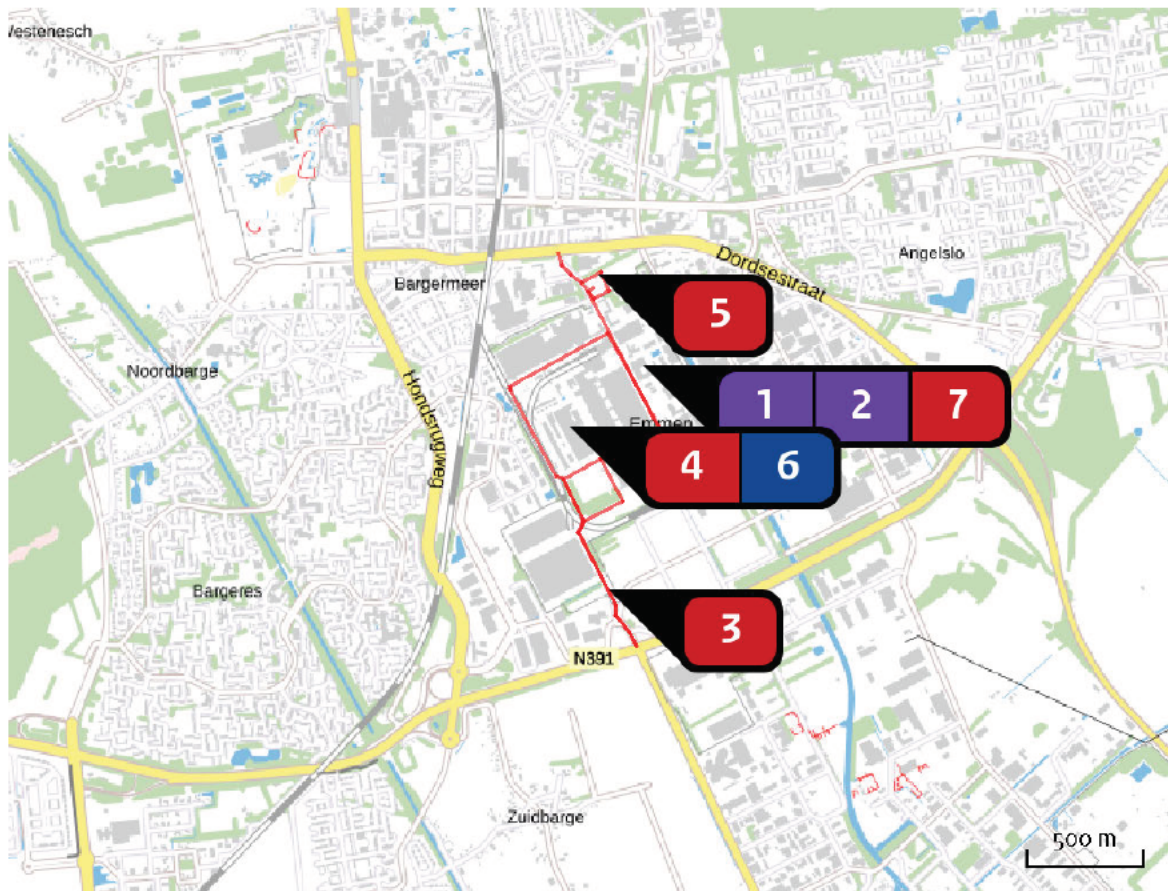 Westenesch
Dordsestraat
Angelslo
Bargermeer
5
Noordbarge
Hondsrugweg
1 2 7
Emmen
4 6
Bargeres
3
N391
Zuidbarge
500 m